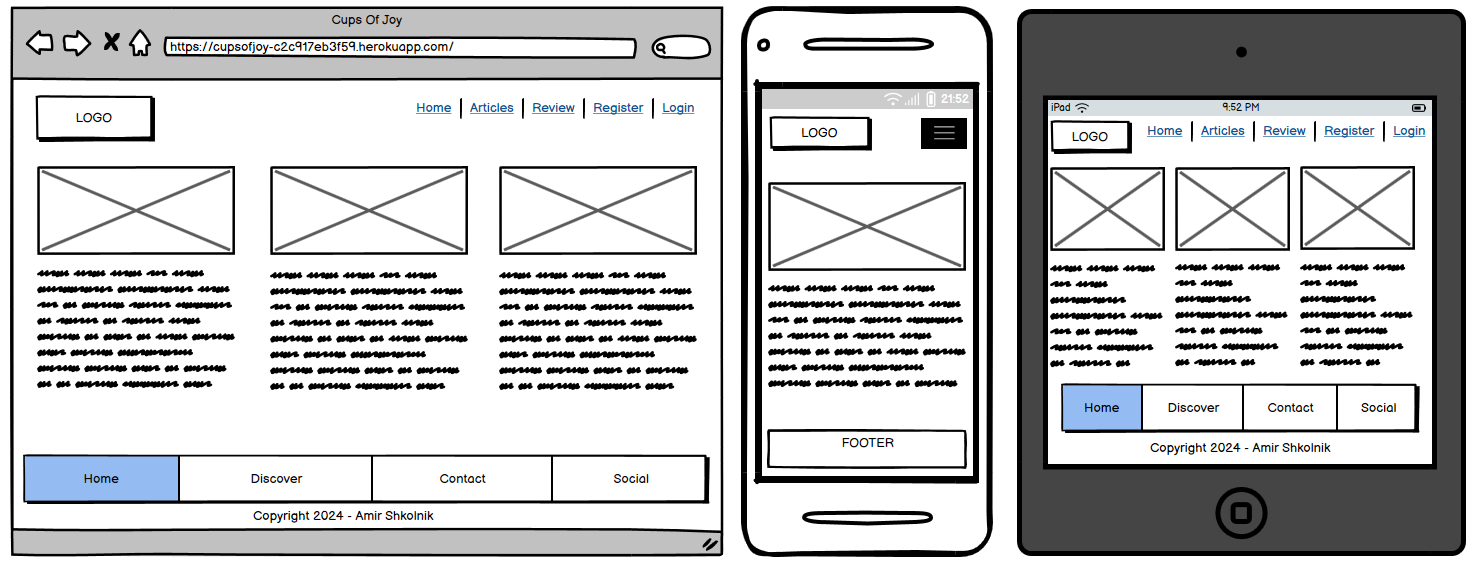 Cups Of Joy
https://cupsofjoy-c2c917eb3f59.herokuapp.com/
LOGO
Home | Articles | Review | Register | Login
Home Discover Contact Social
Copyright 2024 - Amir Shkolnik
21:52
LOGO
FOOTER
iPad 9:52 PM
LOGO
Home | Articles | Review | Register | Login
Home Discover Contact Social
Copyright 2024 - Amir Shkolnik